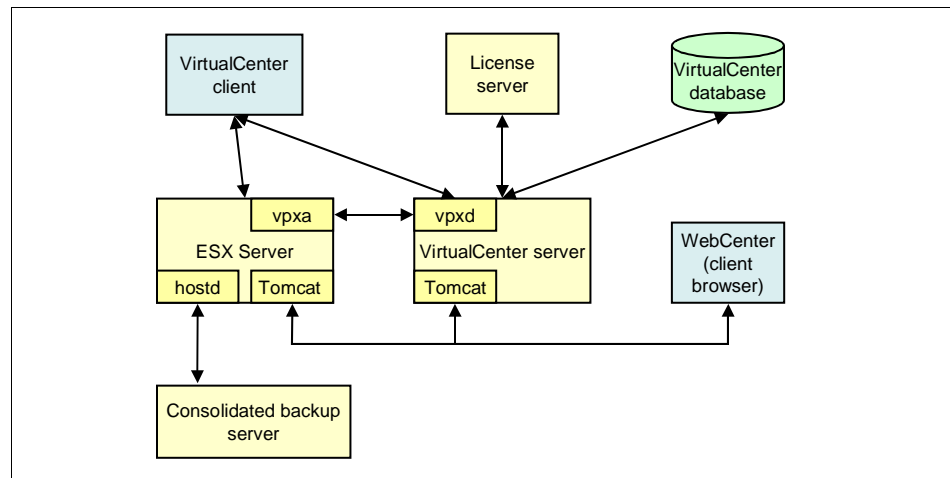 VirtualCenter
client
License
server
VirtualCenter
database
vpxa
ESX Server
hostd
Tomcat
vpxd
VirtualCenter server
Tomcat
WebCenter
(client
browser)
Consolidated backup
server